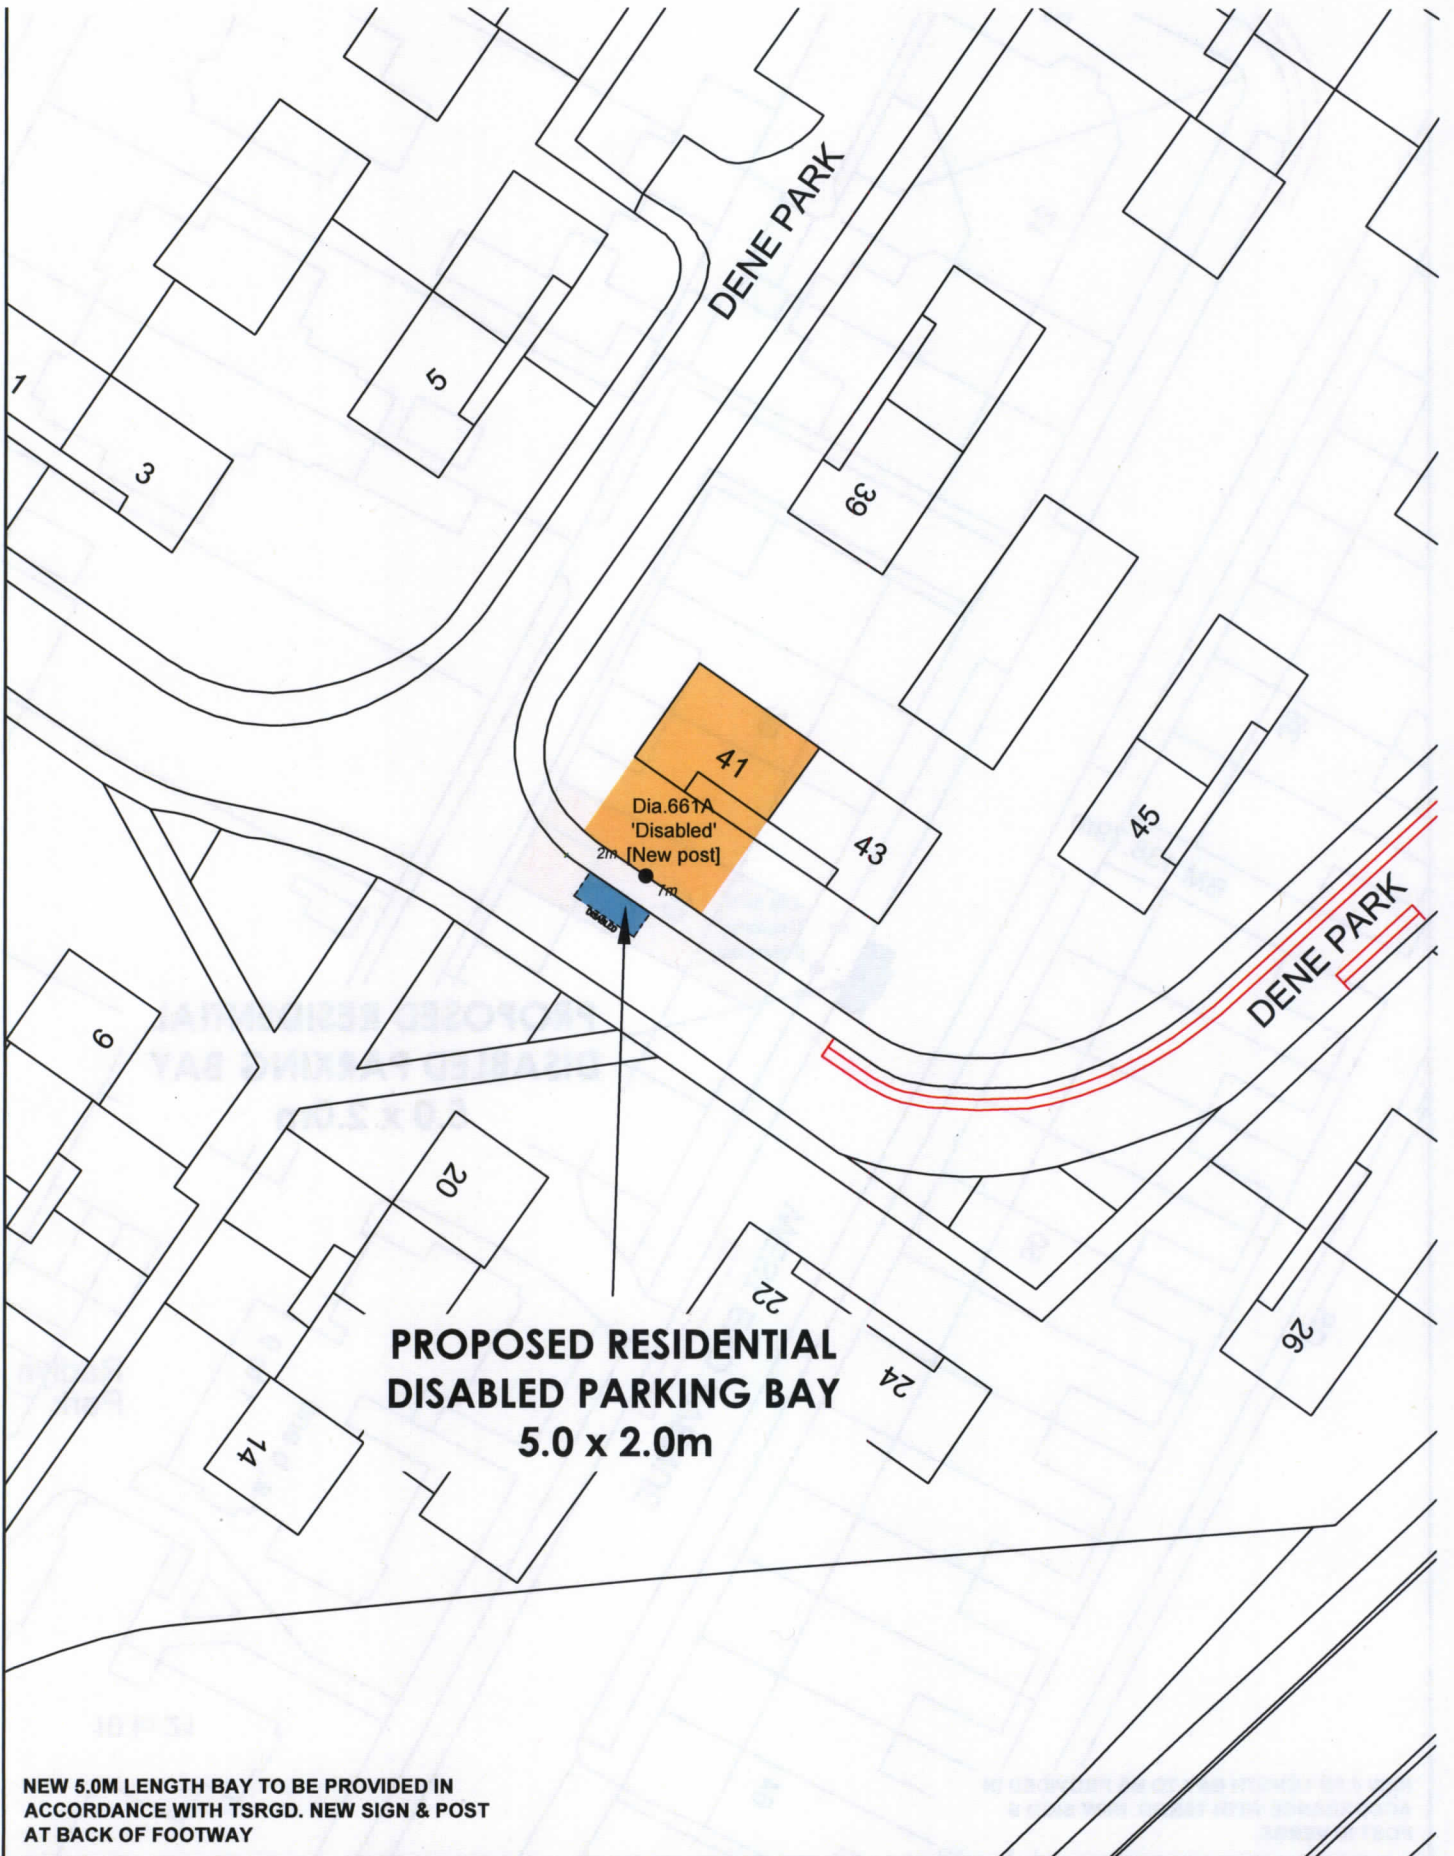 DENE PARK
1
3
5
39
41
Dia.661A
'Disabled'
[New post]
2m
1m
43
45
DENE PARK
9
20
22
24
26
14
PROPOSED RESIDENTIAL
DISABLED PARKING BAY
5.0 x 2.0m
NEW 5.0M LENGTH BAY TO BE PROVIDED IN
ACCORDANCE WITH TSRGD. NEW SIGN & POST
AT BACK OF FOOTWAY